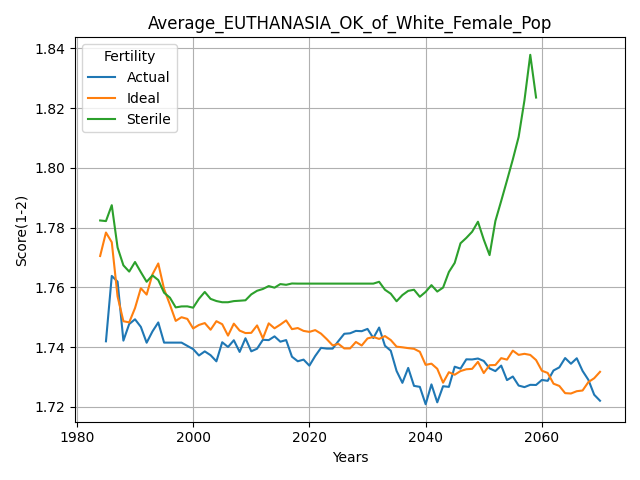 Average_EUTHANASIA_OK_of_White_Female_Pop
Fertility
Actual
Ideal
Sterile
Score(1-2)
1.84
1.82
1.80
1.78
1.76
1.74
1.72
1980
2000
2020
2040
2060
Years